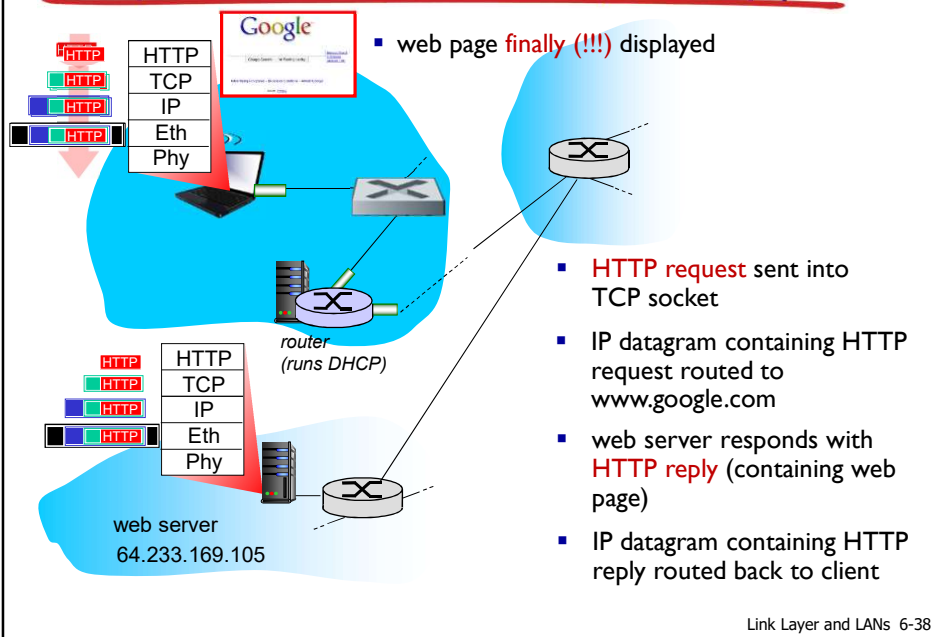 Google
▪ web page finally (!!!) displayed
HTTP
HTTP
HTTP
HTTP
HTTP
TCP
IP
Eth
Phy
router
(runs DHCP)
HTTP
HTTP
HTTP
HTTP
HTTP
TCP
IP
Eth
Phy
web server
64.233.169.105
▪ HTTP request sent into
TCP socket
▪ IP datagram containing HTTP
request routed to
www.google.com
▪ web server responds with
HTTP reply (containing web
page)
▪ IP datagram containing HTTP
reply routed back to client
Link Layer and LANs 6-38